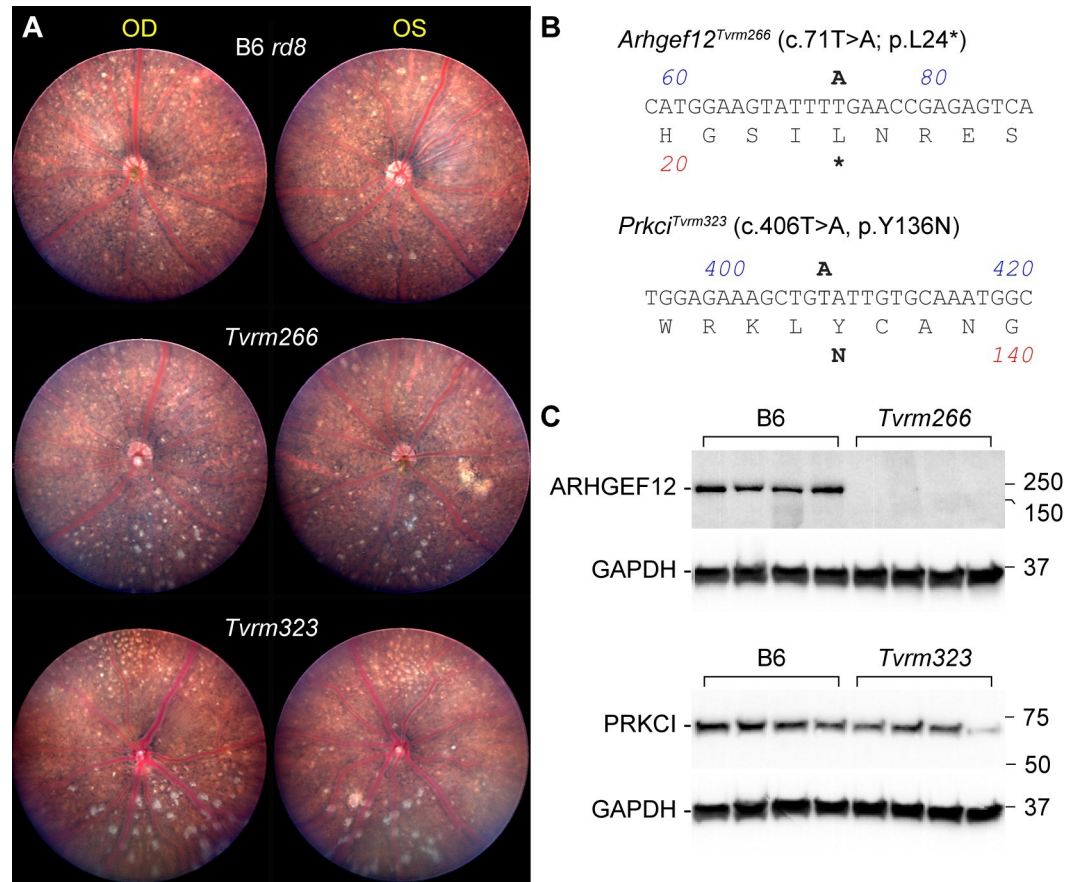 A
OD OS
B6 rd8
Tvrm266
Tvrm323
B
Arhgef12Tvrm266 (c.71T>A; p.L24*)
60 A 80
CATGGAAGTATTTTGAACCGAGAGTCA
H G S I L N R E S
20 *
PrkciTvrm323 (c.406T>A, p.Y136N)
400 A 420
TGGAGAAAGCTGTATTGTGCAAATGGC
W R K L Y C A N G
N 140
C
B6 Tvrm266
ARHGEF12 - 250
150
GAPDH - 37
B6 Tvrm323
PRKCI - 75
50
GAPDH - 37